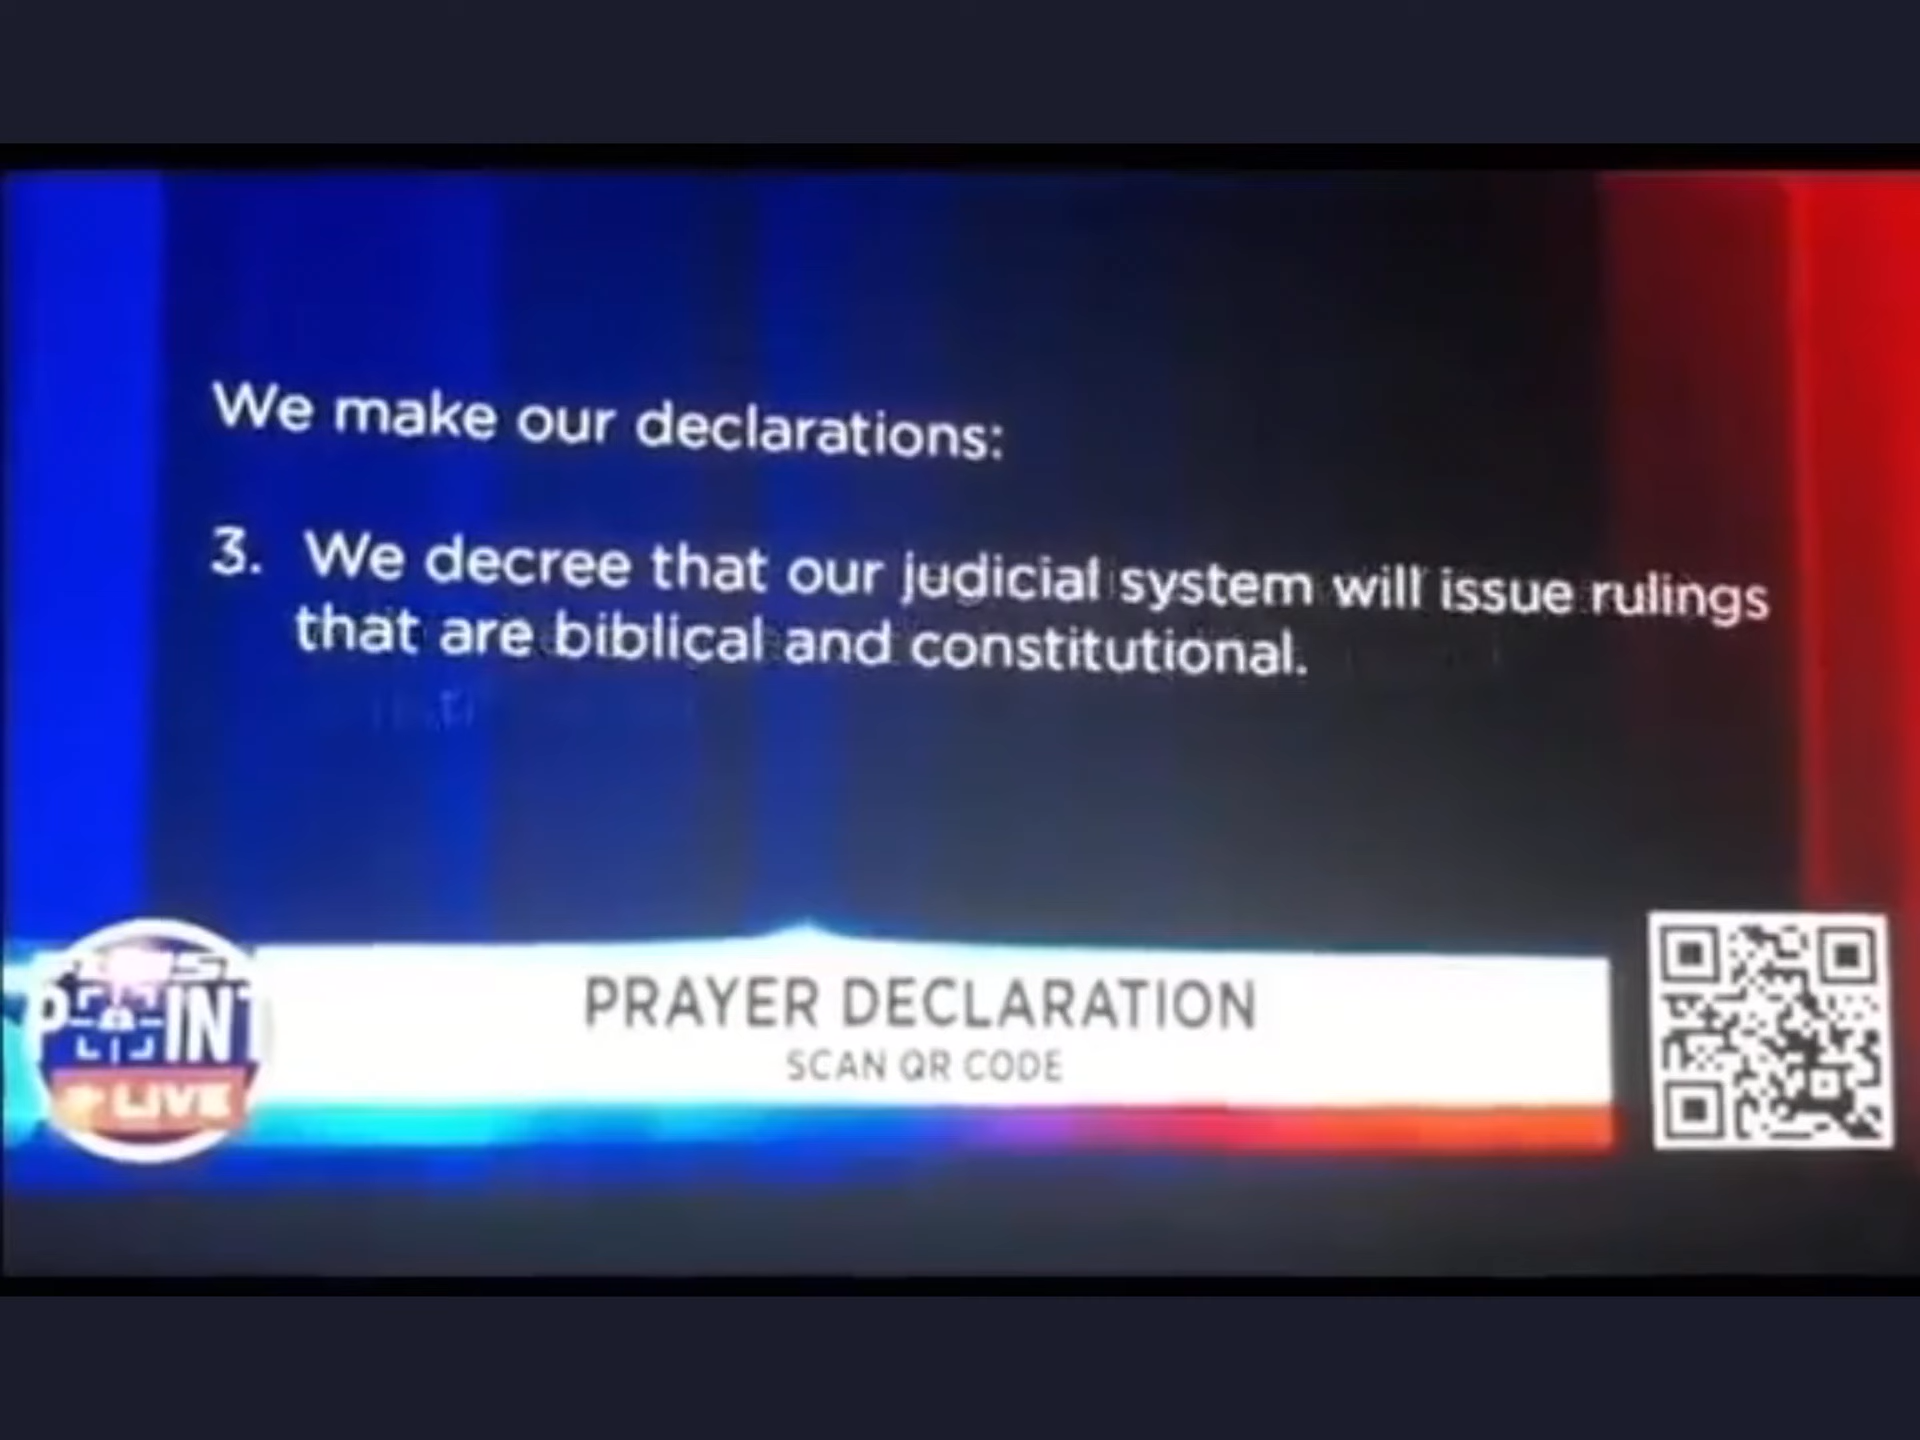 We make our declarations:
3. We decree that our judicial system will issue rulings
that are biblical and constitutional.
PRAYER DECLARATION
SCAN QR CODE
POINT
LIVE